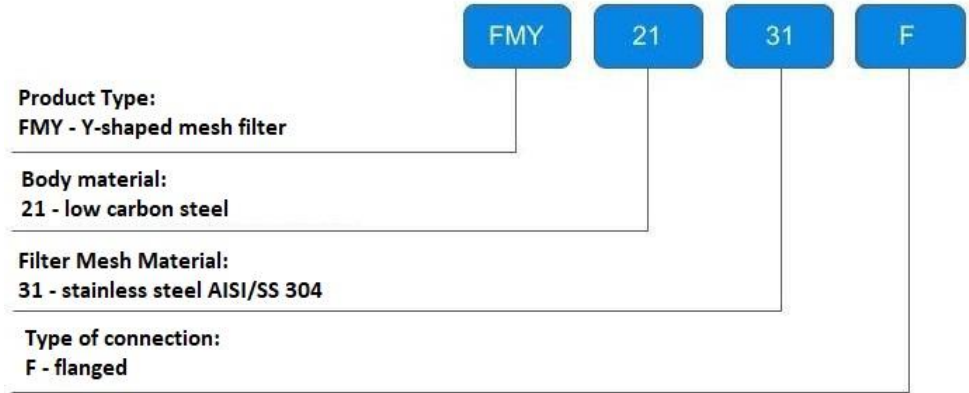 FMY 21 31 F
Product Type:
FMY - Y-shaped mesh filter
Body material:
21 - low carbon steel
Filter Mesh Material:
31 - stainless steel AISI/SS 304
Type of connection:
F - flanged